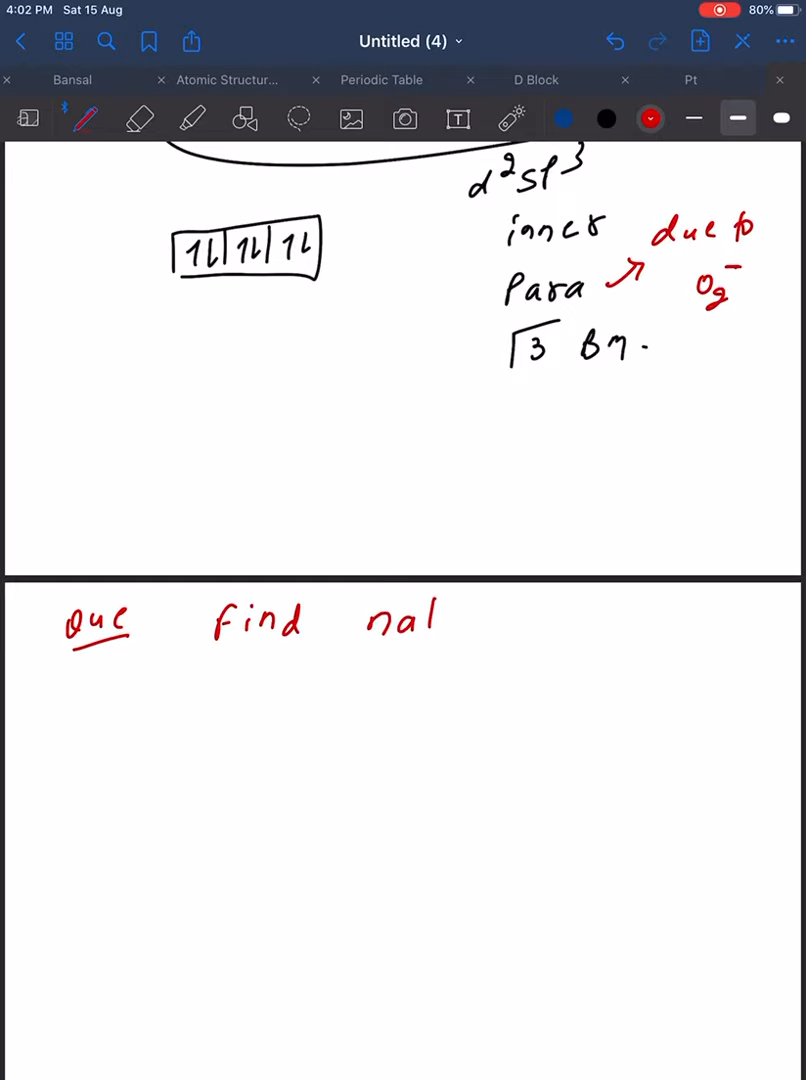 4:02 PM Sat 15 Aug
80%
Untitled (4)
Bansal
Atomic Structur...
Periodic Table
D Block
Pt
T
d²sp³
inner
due to
Para
O₂⁻
√3 BM.
Que Find nal